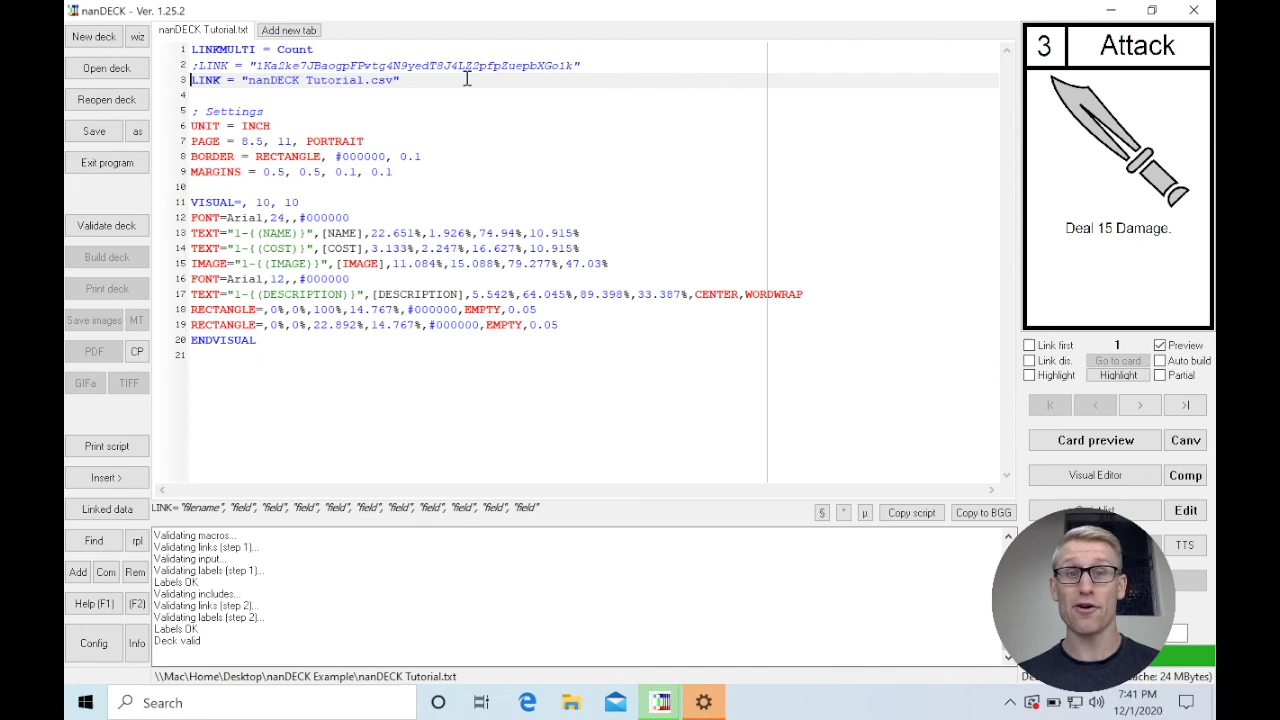 nanDECK - Ver. 1.25.2
New deck
wiz
Open deck
Reopen deck
Save
as
Exit program
Validate deck
Build deck
Print deck
Save images
MT
PDF
CP
GIFa
TIFF
Print script
Insert >
Linked data
Find
rpl
Add
Com
Rem
Help (F1)
(F2)
Config
Info
nanDECK Tutorial.txt
Add new tab
1 LINKMULTI = Count
2 ;LINK = "1Ka2ke7JBaogpFPwtg4N9yedT8J4LZ2pfpZuepbXGo1k"
3 LINK = "nanDECK Tutorial.csv"
4
5 ; Settings
6 UNIT = INCH
7 PAGE = 8.5, 11, PORTRAIT
8 BORDER = RECTANGLE, #000000, 0.1
9 MARGINS = 0.5, 0.5, 0.1, 0.1
10
11 VISUAL=, 10, 10
12 FONT=Arial,24,,#000000
13 TEXT="1-{(NAME)}",[NAME],22.651%,1.926%,74.94%,10.915%
14 TEXT="1-{(COST)}",[COST],3.133%,2.247%,16.627%,10.915%
15 IMAGE="1-{(IMAGE)}",[IMAGE],11.084%,15.088%,79.277%,47.03%
16 FONT=Arial,12,,#000000
17 TEXT="1-{(DESCRIPTION)}",[DESCRIPTION],5.542%,64.045%,89.398%,33.387%,CENTER,WORDWRAP
18 RECTANGLE=,0%,0%,100%,14.767%,#000000,EMPTY,0.05
19 RECTANGLE=,0%,0%,22.892%,14.767%,#000000,EMPTY,0.05
20 ENDVISUAL
21
LINK= "filename", "field", "field", "field", "field", "field", "field", "field", "field", "field", "field"
§
"
µ
Copy script
Copy to BGG
Validating macros...
Validating links (step 1)...
Validating input...
Validating labels (step 1)...
Labels OK
Validating includes...
Validating links (step 2)...
Validating labels (step 2)...
Labels OK
Deck valid
\\Mac\Home\Desktop\nanDECK Example\nanDECK Tutorial.txt
3
Attack
Deal 15 Damage.
Link first
1
Preview
Link dis.
Go to card
Auto build
Highlight
Highlight
Partial
|<
<
>
>|
Card preview
Canv
Visual Editor
Comp
Edit
TTS
ache: 24 MBytes)
Search
7:41 PM
12/1/2020